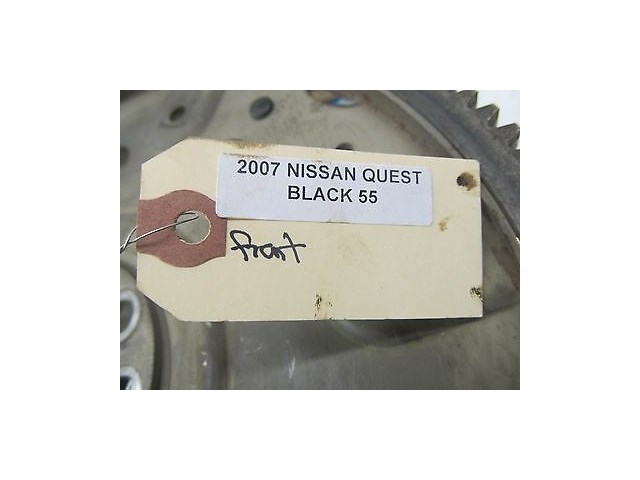 2007 NISSAN QUEST
BLACK 55
front